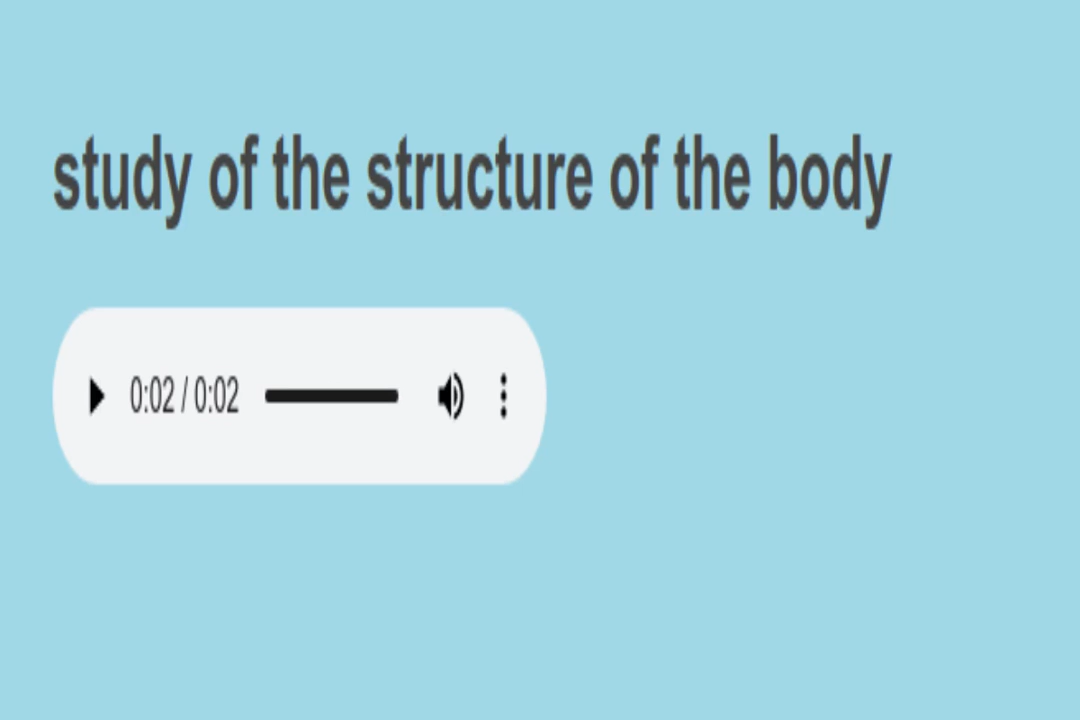 study of the structure of the body
0:02 / 0:02